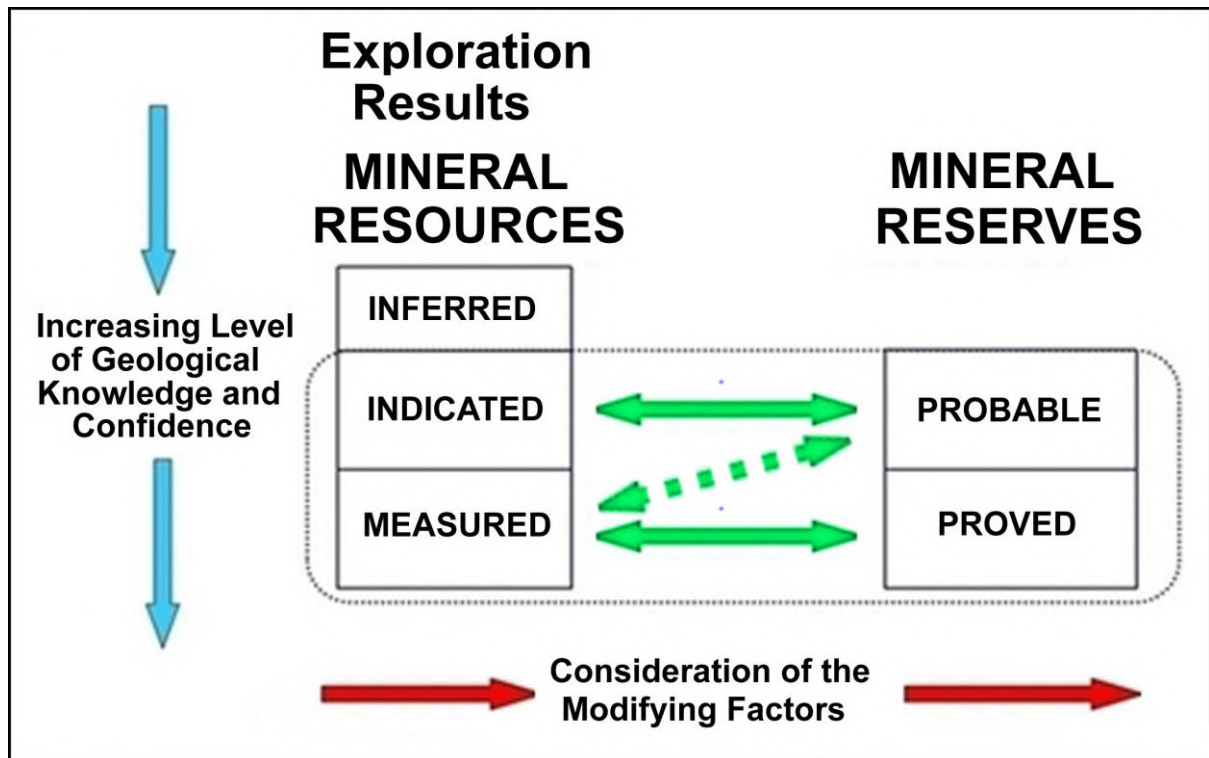 Exploration
Results
MINERAL
RESOURCES
MINERAL
RESERVES
INFERRED
Increasing Level
of Geological
Knowledge and
Confidence
INDICATED
PROBABLE
MEASURED
PROVED
Consideration of the
Modifying Factors